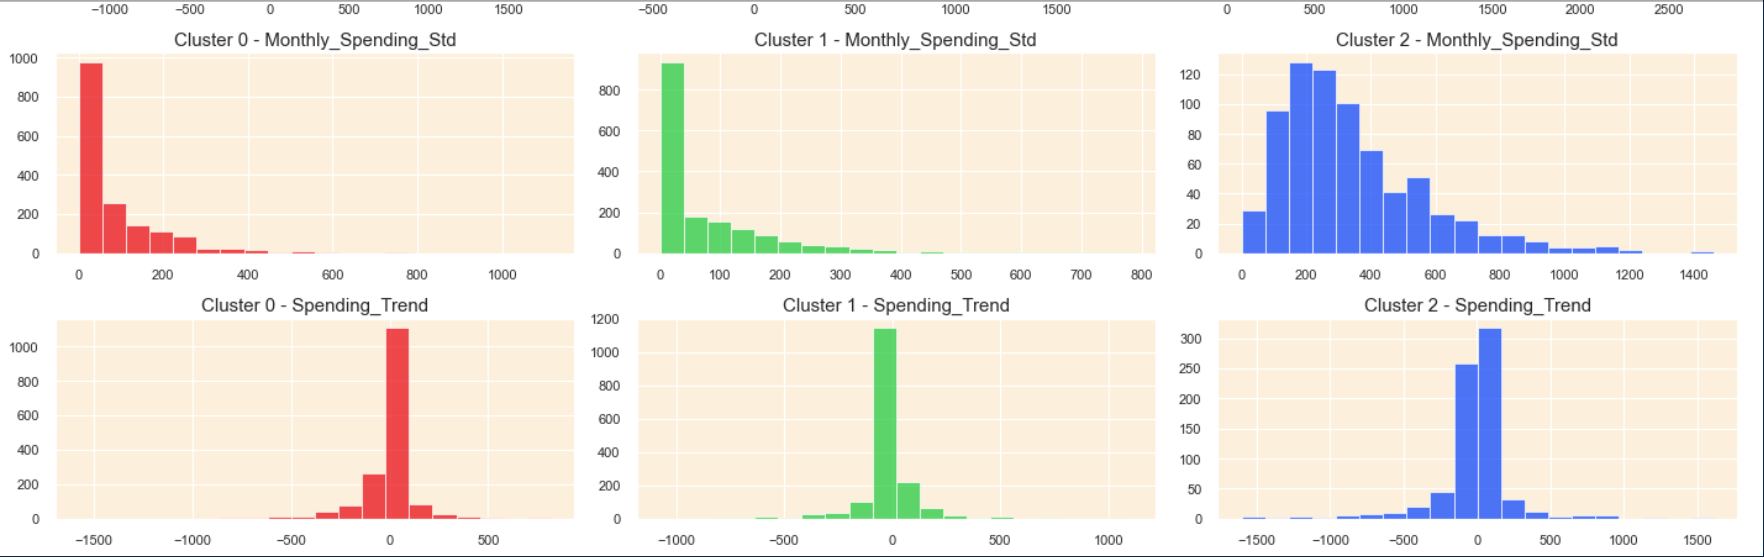 −1000 −500 0 500 1000 1500 −500 0 500 1000 1500 0 500 1000 1500 2000 2500
Cluster 0 - Monthly_Spending_Std
1000
800
600
400
200
0
0 200 400 600 800 1000
Cluster 1 - Monthly_Spending_Std
800
600
400
200
0
0 100 200 300 400 500 600 700 800
Cluster 2 - Monthly_Spending_Std
120
100
80
60
40
20
0
0 200 400 600 800 1000 1200 1400
Cluster 0 - Spending_Trend
1000
800
600
400
200
0
−1500 −1000 −500 0 500
Cluster 1 - Spending_Trend
1200
1000
800
600
400
200
0
−1000 −500 0 500 1000
Cluster 2 - Spending_Trend
300
250
200
150
100
50
0
−1500 −1000 −500 0 500 1000 1500